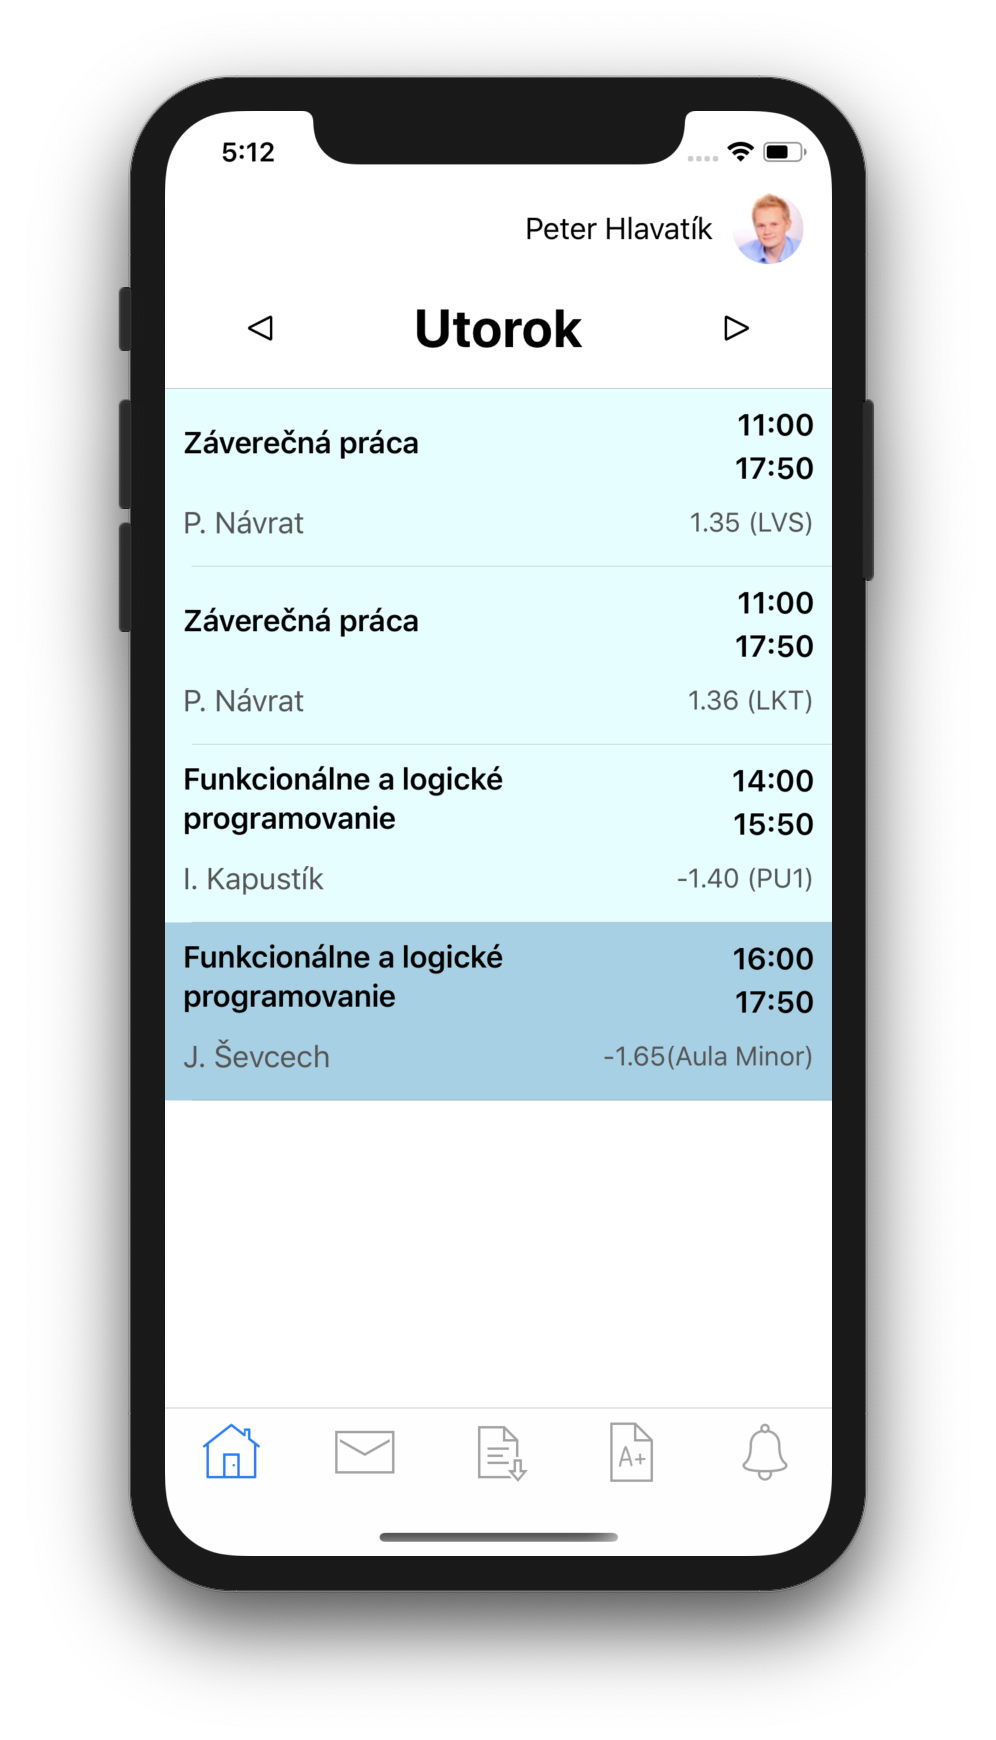 5:12
Peter Hlavatík
Utorok
Záverečná práca
11:00
17:50
P. Návrat
1.35 (LVS)
Záverečná práca
11:00
17:50
P. Návrat
1.36 (LKT)
Funkcionálne a logické
programovanie
14:00
15:50
I. Kapustík
-1.40 (PU1)
Funkcionálne a logické
programovanie
16:00
17:50
J. Ševcech
-1.65(Aula Minor)
A+